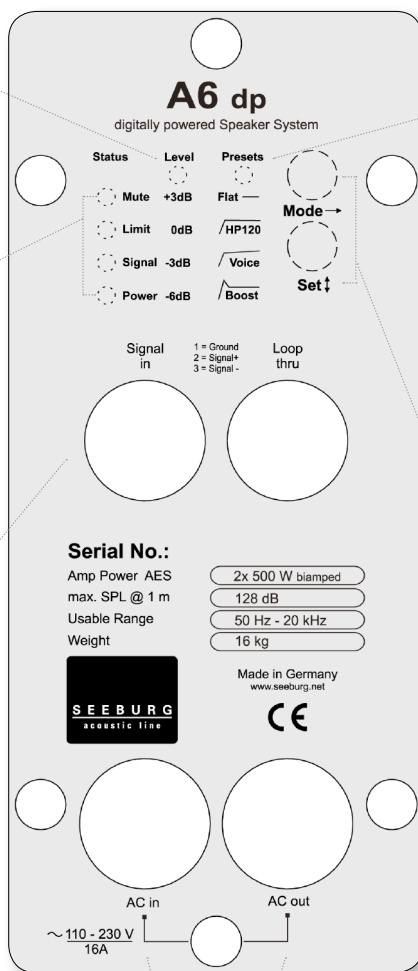 A6 dp
digitally powered Speaker System
Status Level Presets
Mute +3dB Flat
Mode→
Limit 0dB HP120
Signal -3dB Voice
Set↕
Power -6dB Boost
Signal in
1 = Ground
2 = Signal+
3 = Signal -
Loop thru
Serial No.:
Amp Power AES 2x 500 W biamped
max. SPL @ 1 m 128 dB
Usable Range 50 Hz - 20 kHz
Weight 16 kg
SEEBURG
acoustic line
Made in Germany
www.seeburg.net
CE
AC in AC out
~ 110 - 230 V
16A